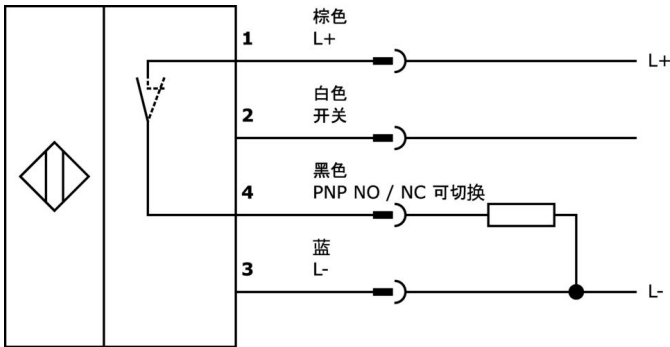 棕色
1 L+ L+
白色
2 开关
黑色
4 PNP NO / NC 可切换
蓝
3 L- L-